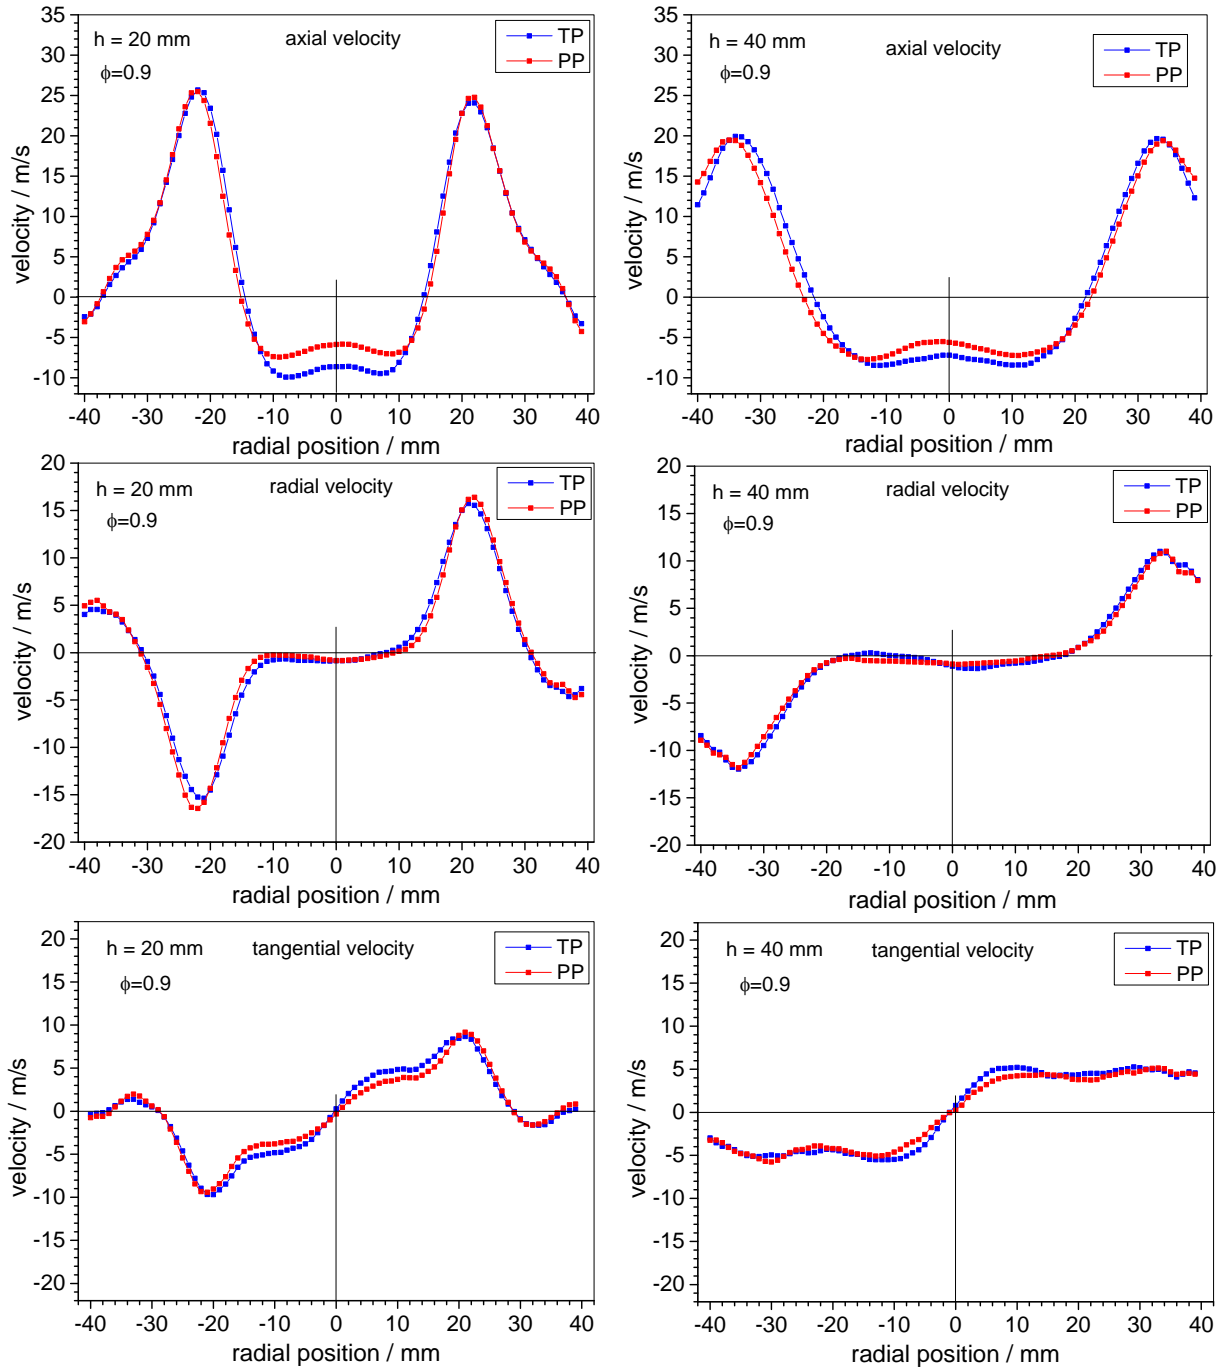 h = 20 mm
axial velocity
ϕ=0.9
TP
PP
velocity / m/s
35
30
25
20
15
10
5
0
-5
-10
-40 -30 -20 -10 0 10 20 30 40
radial position / mm
h = 40 mm
axial velocity
ϕ=0.9
TP
PP
velocity / m/s
35
30
25
20
15
10
5
0
-5
-10
-40 -30 -20 -10 0 10 20 30 40
radial position / mm
h = 20 mm
radial velocity
ϕ=0.9
TP
PP
velocity / m/s
20
15
10
5
0
-5
-10
-15
-20
-40 -30 -20 -10 0 10 20 30 40
radial position / mm
h = 40 mm
radial velocity
ϕ=0.9
TP
PP
velocity / m/s
20
15
10
5
0
-5
-10
-15
-20
-40 -30 -20 -10 0 10 20 30 40
radial position / mm
h = 20 mm
tangential velocity
ϕ=0.9
TP
PP
velocity / m/s
20
15
10
5
0
-5
-10
-15
-20
-40 -30 -20 -10 0 10 20 30 40
radial position / mm
h = 40 mm
tangential velocity
ϕ=0.9
TP
PP
velocity / m/s
20
15
10
5
0
-5
-10
-15
-20
-40 -30 -20 -10 0 10 20 30 40
radial position / mm